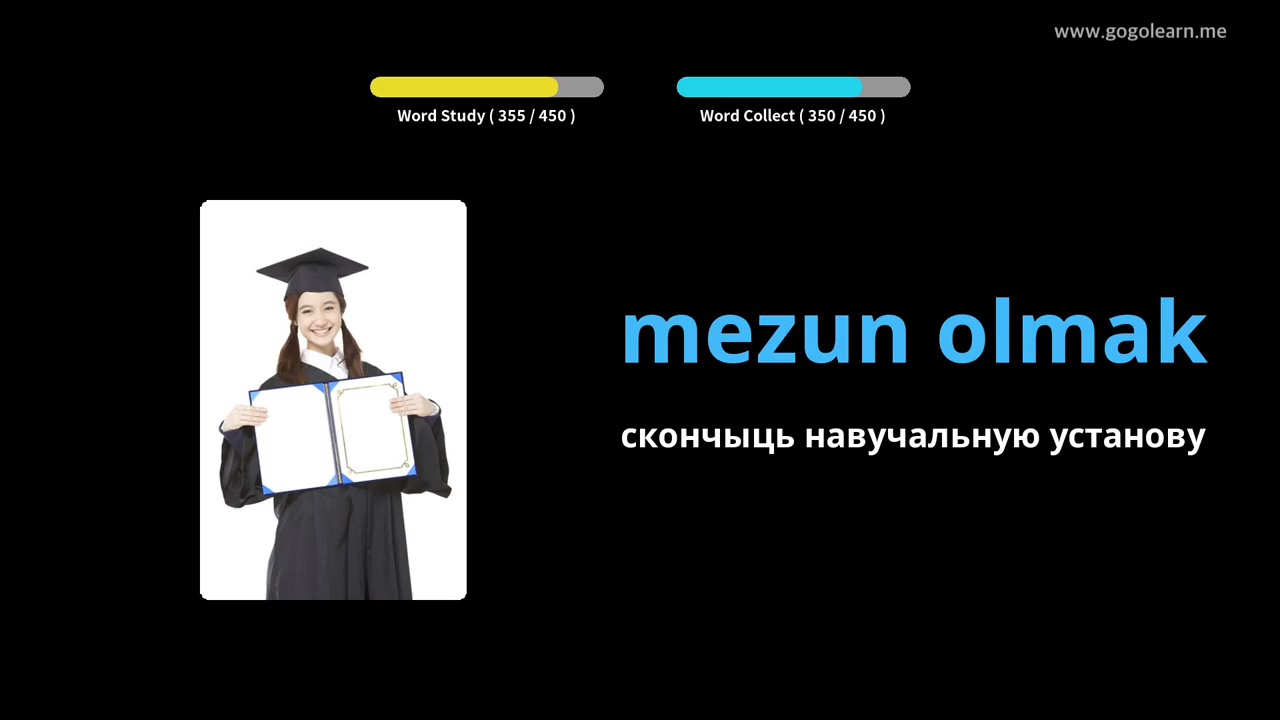 www.gogolearn.me
Word Study ( 355 / 450 )
Word Collect ( 350 / 450 )
mezun olmak
скончыць навучальную установу